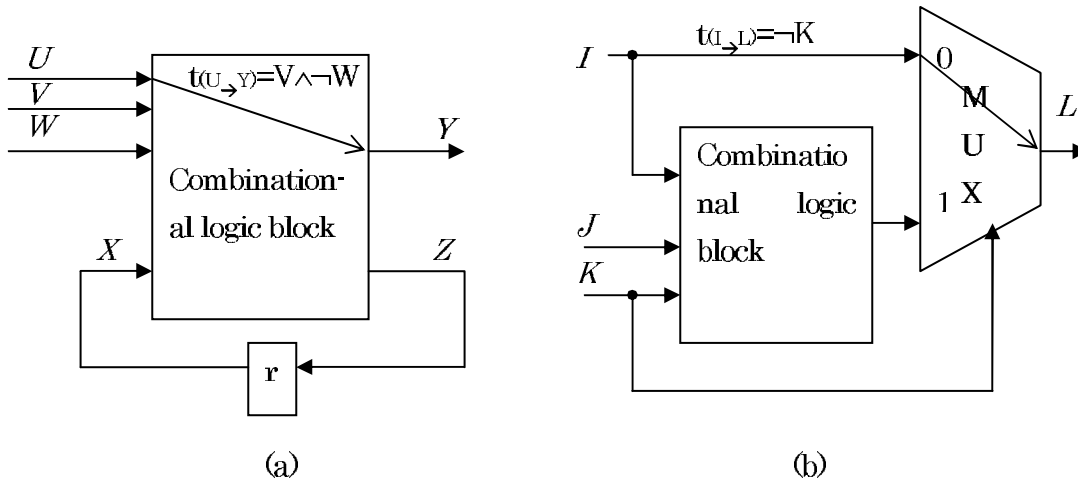 U
V
W
t(U→Y)=V∧¬W
Y
Combination-
al logic block
X
Z
r
(a)
I
t(I→L)=¬K
0
M
U
X
1
L
Combinatio
nal logic
block
J
K
(b)